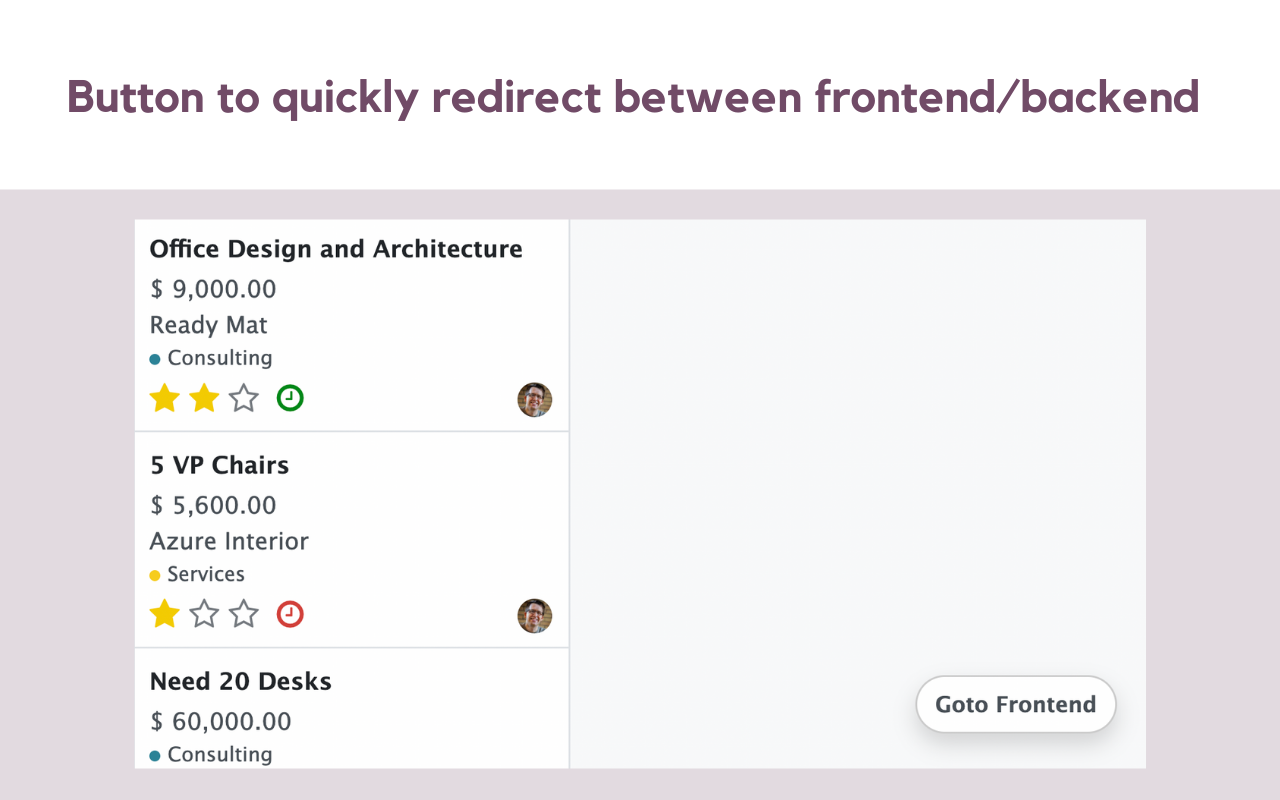 Button to quickly redirect between frontend/backend
Office Design and Architecture
$ 9,000.00
Ready Mat
Consulting
5 VP Chairs
$ 5,600.00
Azure Interior
Services
Need 20 Desks
$ 60,000.00
Consulting
Goto Frontend